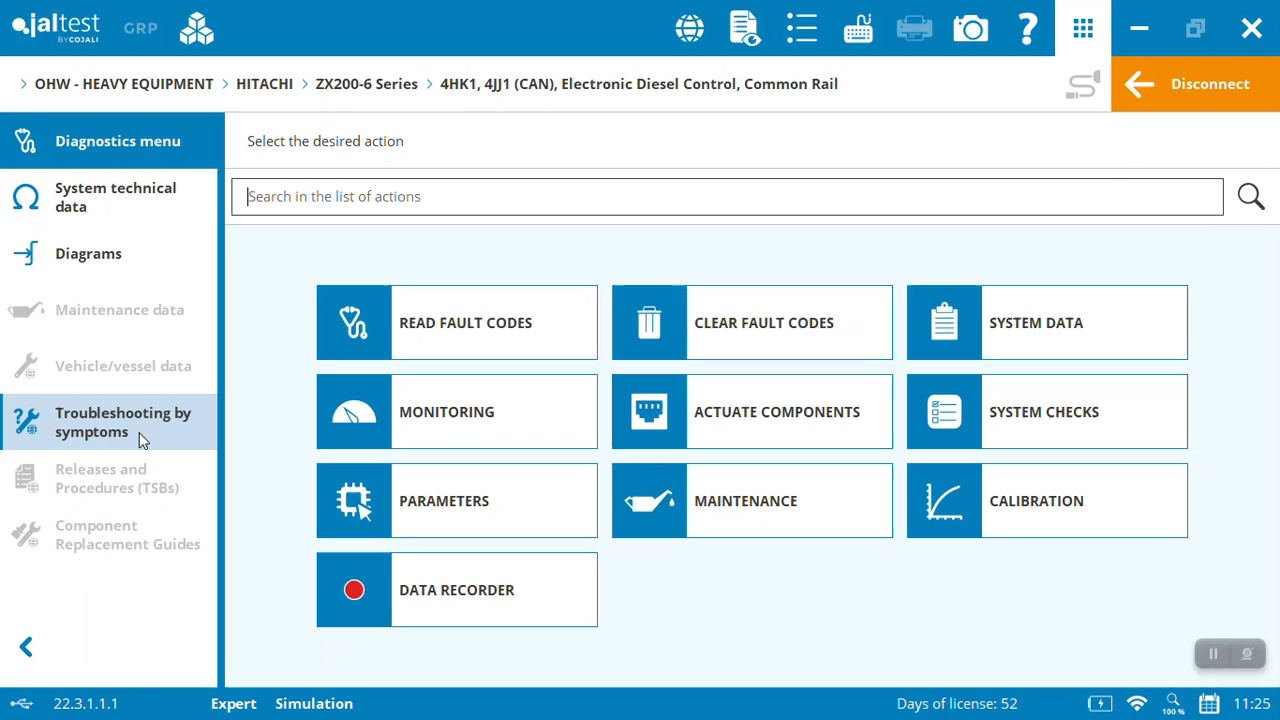 jaltest
BY COJALI
GRP
> OHW - HEAVY EQUIPMENT > HITACHI > ZX200-6 Series > 4HK1, 4JJ1 (CAN), Electronic Diesel Control, Common Rail
Disconnect
Diagnostics menu
System technical
data
Diagrams
Maintenance data
Vehicle/vessel data
Troubleshooting by
symptoms
Releases and
Procedures (TSBs)
Component
Replacement Guides
Select the desired action
Search in the list of actions
READ FAULT CODES
CLEAR FAULT CODES
SYSTEM DATA
MONITORING
ACTUATE COMPONENTS
SYSTEM CHECKS
PARAMETERS
MAINTENANCE
CALIBRATION
DATA RECORDER
22.3.1.1.1
Expert
Simulation
Days of license: 52
100 %
11:25